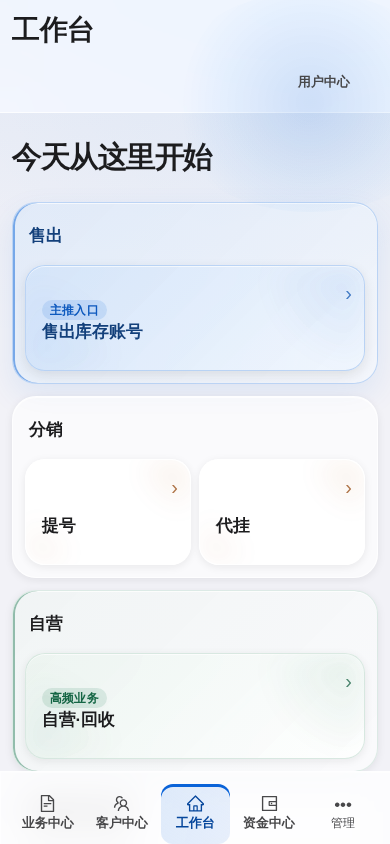 工作台
用户中心
今天从这里开始
售出
主推入口
售出库存账号
分销
提号
代挂
自营
高频业务
自营·回收
业务中心
客户中心
工作台
资金中心
管理